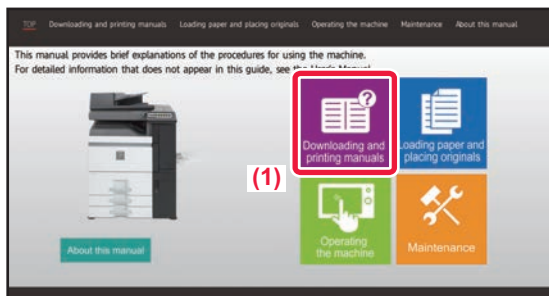 TOP Downloading and printing manuals Loading paper and placing originals Operating the machine Maintenance About this manual
This manual provides brief explanations of the procedures for using the machine.
For detailed information that does not appear in this guide, see the User's Manual.
Downloading and
printing manuals
Loading paper and
placing originals
(1)
Operating
the machine
Maintenance
About this manual